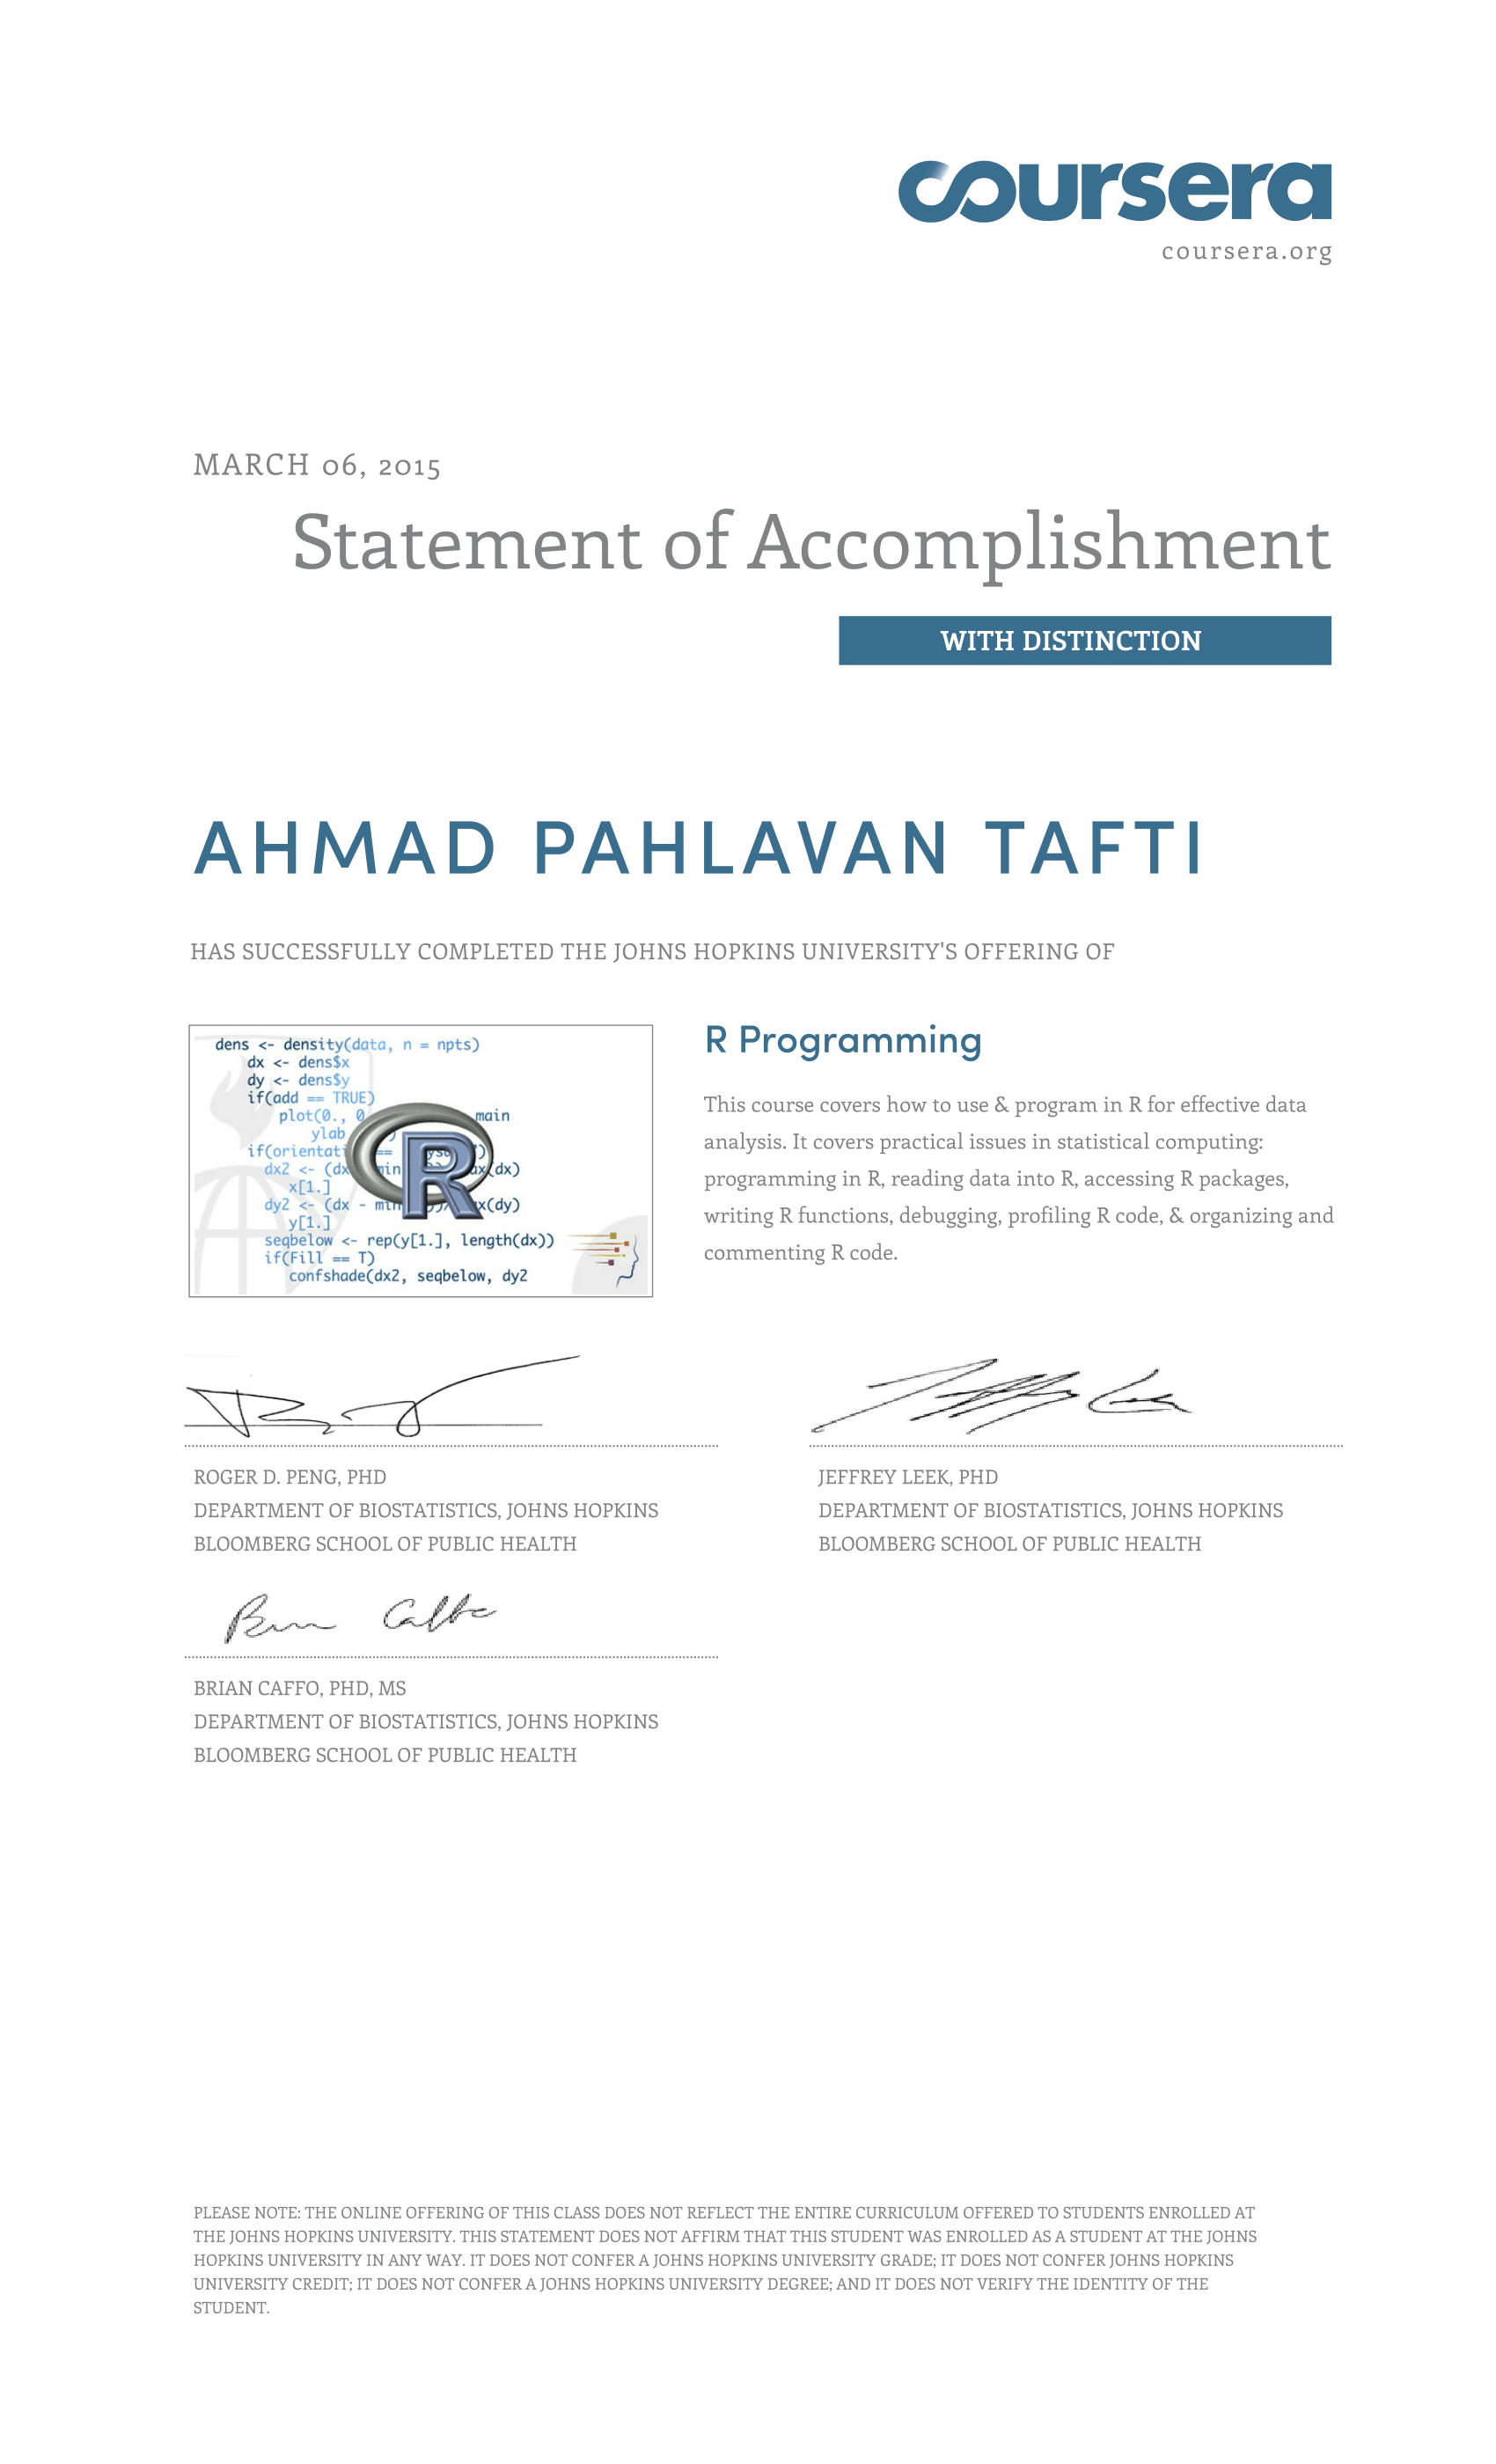 coursera
coursera.org
MARCH 06, 2015
Statement of Accomplishment
WITH DISTINCTION
AHMAD PAHLAVAN TAFTI
HAS SUCCESSFULLY COMPLETED THE JOHNS HOPKINS UNIVERSITY'S OFFERING OF
dens <- density(data, n = npts)
dx <- dens$x
dy <- dens$y
if(add == TRUE)
plot(0., 0 main
ylab
if(orientati ==
dx2 <- (dx min dx)
x[1.]
dy2 <- (dx - min x(dy)
y[1.]
seqbelow <- rep(y[1.], length(dx))
if(Fill == T)
confshade(dx2, seqbelow, dy2
R
R Programming
This course covers how to use & program in R for effective data
analysis. It covers practical issues in statistical computing:
programming in R, reading data into R, accessing R packages,
writing R functions, debugging, profiling R code, & organizing and
commenting R code.
ROGER D. PENG, PHD
DEPARTMENT OF BIOSTATISTICS, JOHNS HOPKINS
BLOOMBERG SCHOOL OF PUBLIC HEALTH
JEFFREY LEEK, PHD
DEPARTMENT OF BIOSTATISTICS, JOHNS HOPKINS
BLOOMBERG SCHOOL OF PUBLIC HEALTH
BRIAN CAFFO, PHD, MS
DEPARTMENT OF BIOSTATISTICS, JOHNS HOPKINS
BLOOMBERG SCHOOL OF PUBLIC HEALTH
PLEASE NOTE: THE ONLINE OFFERING OF THIS CLASS DOES NOT REFLECT THE ENTIRE CURRICULUM OFFERED TO STUDENTS ENROLLED AT
THE JOHNS HOPKINS UNIVERSITY. THIS STATEMENT DOES NOT AFFIRM THAT THIS STUDENT WAS ENROLLED AS A STUDENT AT THE JOHNS
HOPKINS UNIVERSITY IN ANY WAY. IT DOES NOT CONFER A JOHNS HOPKINS UNIVERSITY GRADE; IT DOES NOT CONFER JOHNS HOPKINS
UNIVERSITY CREDIT; IT DOES NOT CONFER A JOHNS HOPKINS UNIVERSITY DEGREE; AND IT DOES NOT VERIFY THE IDENTITY OF THE
STUDENT.